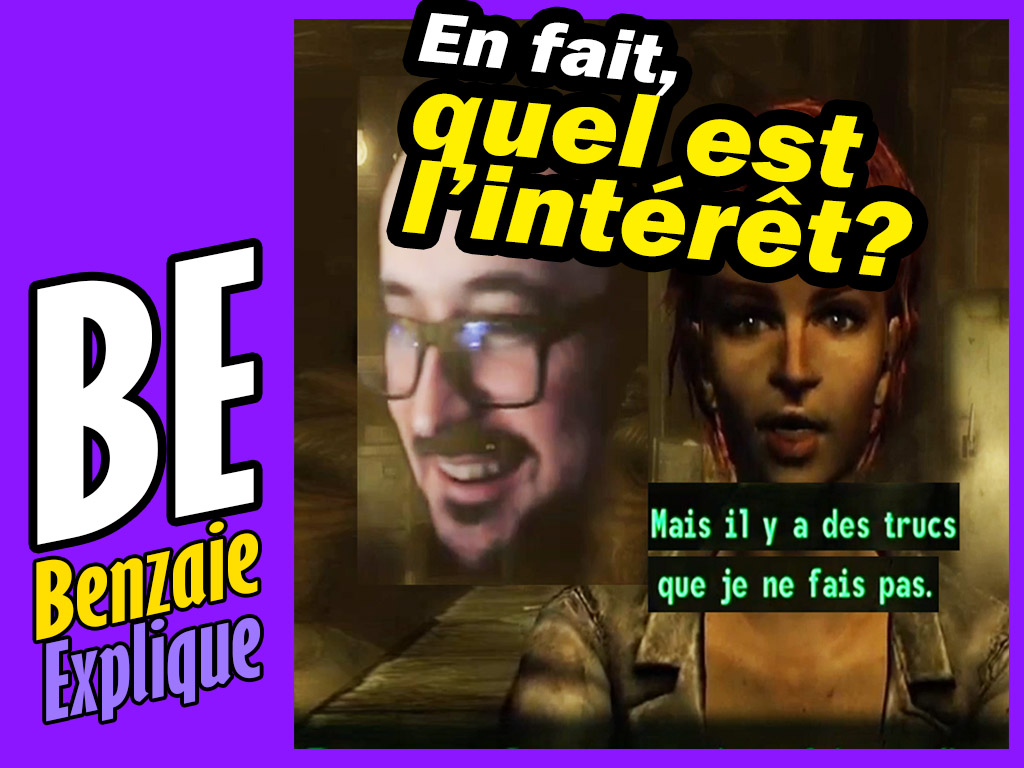 En fait,
quel est
l'intérêt?
BE
Benzaie
Explique
Mais il y a des trucs
que je ne fais pas.